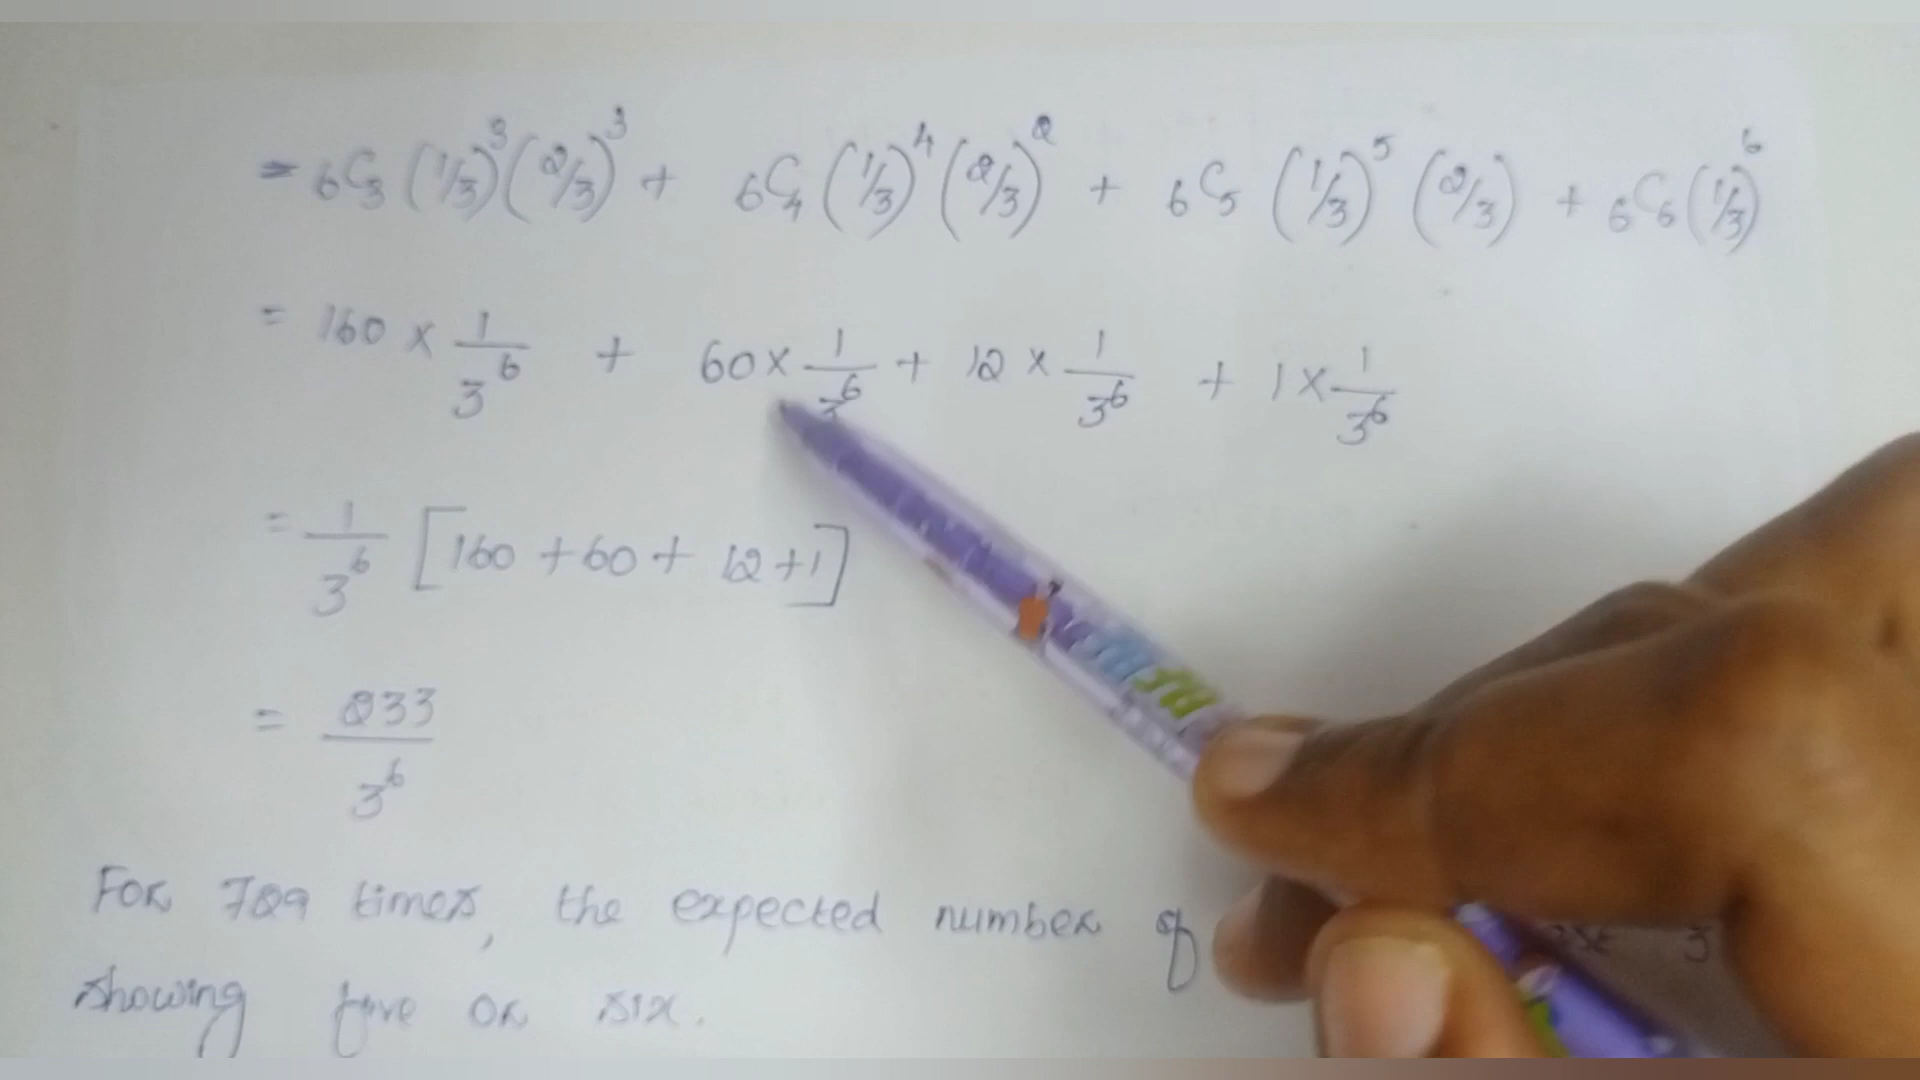 = 6C3 (1/3)^3 (2/3)^3 + 6C4 (1/3)^4 (2/3)^2 + 6C5 (1/3)^5 (2/3) + 6C6 (1/3)^6
= 160 × 1/3^6 + 60 × 1/3^6 + 12 × 1/3^6 + 1 × 1/3^6
= 1/3^6 [160 + 60 + 12 + 1]
= 233/3^6
For 729 times, the expected number of
showing five or six.